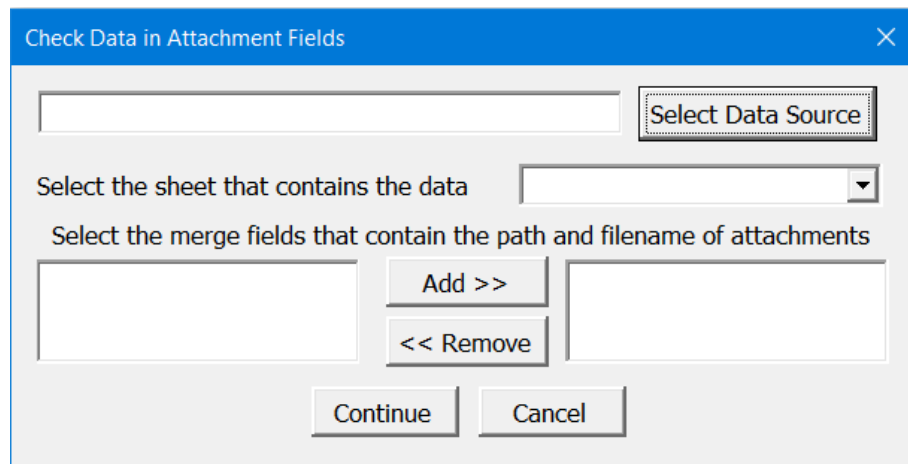 Check Data in Attachment Fields
Select Data Source
Select the sheet that contains the data
Select the merge fields that contain the path and filename of attachments
Add >>
<< Remove
Continue
Cancel